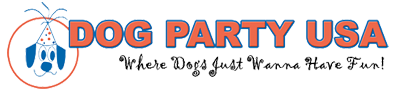 DOG PARTY USA
Where Dogs Just Wanna Have Fun!